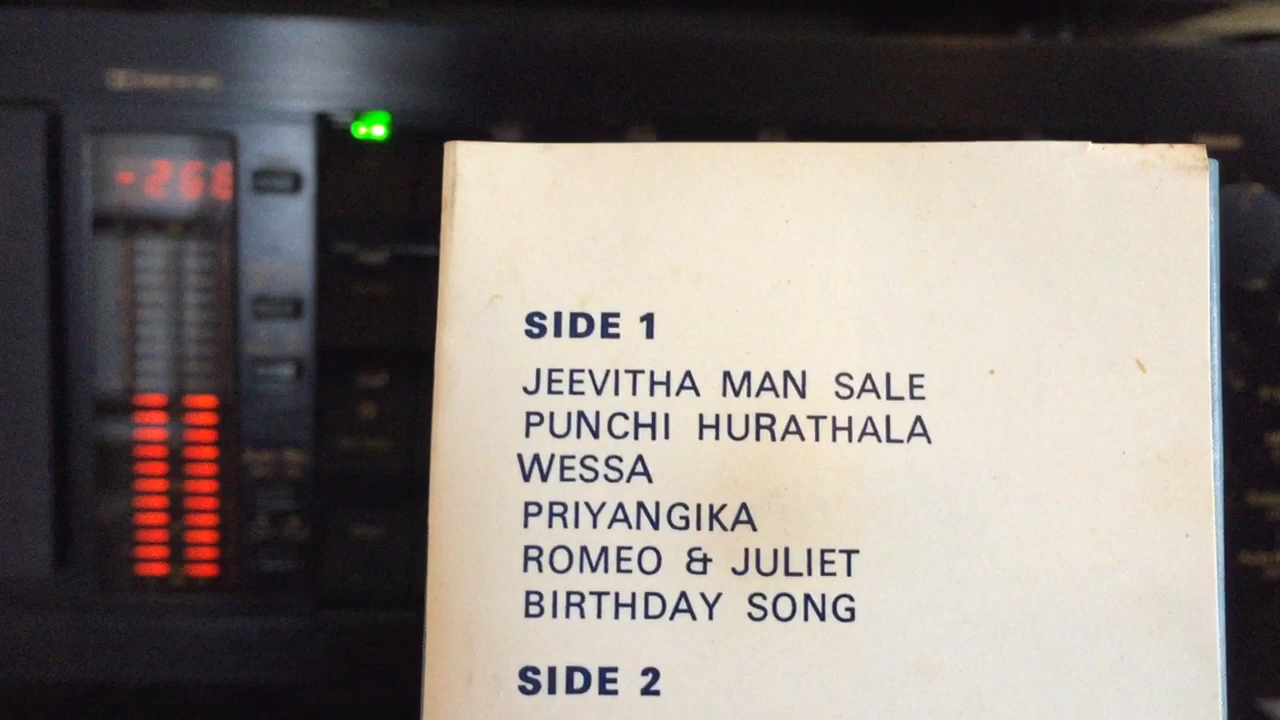 SIDE 1
JEEVITHA MAN SALE
PUNCHI HURATHALA
WESSA
PRIYANGIKA
ROMEO & JULIET
BIRTHDAY SONG
SIDE 2